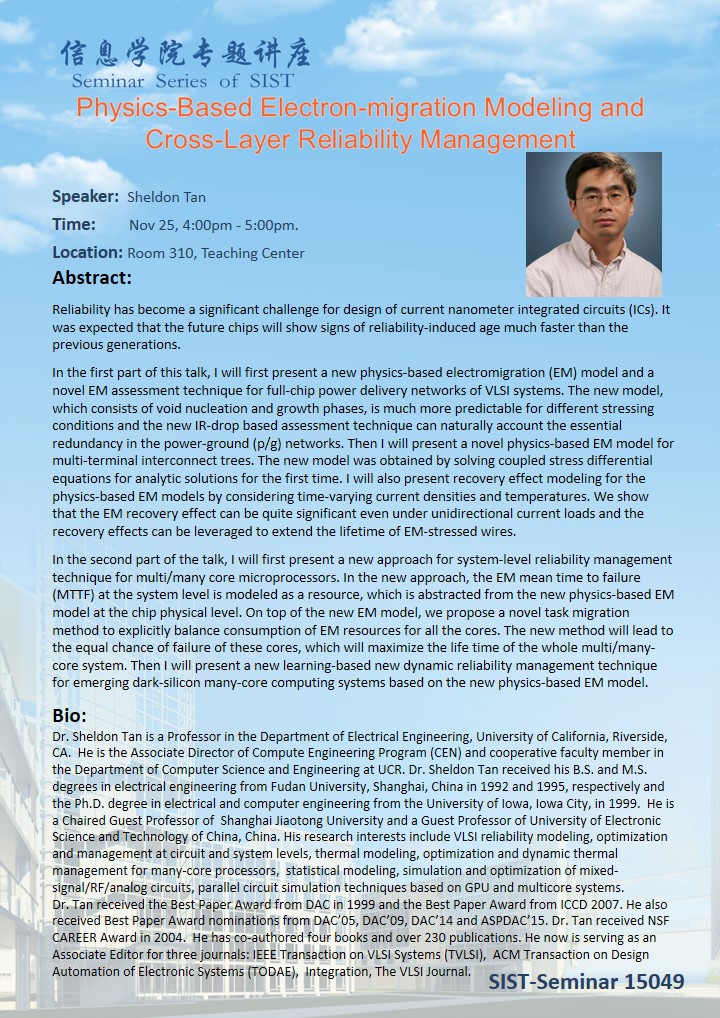 信息学院专题讲座
Seminar Series of SIST
Physics-Based Electron-migration Modeling and
Cross-Layer Reliability Management
Speaker: Sheldon Tan
Time: Nov 25, 4:00pm - 5:00pm.
Location: Room 310, Teaching Center
Abstract:
Reliability has become a significant challenge for design of current nanometer integrated circuits (ICs). It
was expected that the future chips will show signs of reliability-induced age much faster than the
previous generations.
In the first part of this talk, I will first present a new physics-based electromigration (EM) model and a
novel EM assessment technique for full-chip power delivery networks of VLSI systems. The new model,
which consists of void nucleation and growth phases, is much more predictable for different stressing
conditions and the new IR-drop based assessment technique can naturally account the essential
redundancy in the power-ground (p/g) networks. Then I will present a novel physics-based EM model for
multi-terminal interconnect trees. The new model was obtained by solving coupled stress differential
equations for analytic solutions for the first time. I will also present recovery effect modeling for the
physics-based EM models by considering time-varying current densities and temperatures. We show
that the EM recovery effect can be quite significant even under unidirectional current loads and the
recovery effects can be leveraged to extend the lifetime of EM-stressed wires.
In the second part of the talk, I will first present a new approach for system-level reliability management
technique for multi/many core microprocessors. In the new approach, the EM mean time to failure
(MTTF) at the system level is modeled as a resource, which is abstracted from the new physics-based EM
model at the chip physical level. On top of the new EM model, we propose a novel task migration
method to explicitly balance consumption of EM resources for all the cores. The new method will lead to
the equal chance of failure of these cores, which will maximize the life time of the whole multi/many-
core system. Then I will present a new learning-based new dynamic reliability management technique
for emerging dark-silicon many-core computing systems based on the new physics-based EM model.
Bio:
Dr. Sheldon Tan is a Professor in the Department of Electrical Engineering, University of California, Riverside,
CA. He is the Associate Director of Compute Engineering Program (CEN) and cooperative faculty member in
the Department of Computer Science and Engineering at UCR. Dr. Sheldon Tan received his B.S. and M.S.
degrees in electrical engineering from Fudan University, Shanghai, China in 1992 and 1995, respectively and
the Ph.D. degree in electrical and computer engineering from the University of Iowa, Iowa City, in 1999. He is
a Chaired Guest Professor of Shanghai Jiaotong University and a Guest Professor of University of Electronic
Science and Technology of China, China. His research interests include VLSI reliability modeling, optimization
and management at circuit and system levels, thermal modeling, optimization and dynamic thermal
management for many-core processors, statistical modeling, simulation and optimization of mixed-
signal/RF/analog circuits, parallel circuit simulation techniques based on GPU and multicore systems.
Dr. Tan received the Best Paper Award from DAC in 1999 and the Best Paper Award from ICCD 2007. He also
received Best Paper Award nominations from DAC’05, DAC’09, DAC’14 and ASPDAC’15. Dr. Tan received NSF
CAREER Award in 2004. He has co-authored four books and over 230 publications. He now is serving as an
Associate Editor for three journals: IEEE Transaction on VLSI Systems (TVLSI), ACM Transaction on Design
Automation of Electronic Systems (TODAE), Integration, The VLSI Journal.
SIST-Seminar 15049